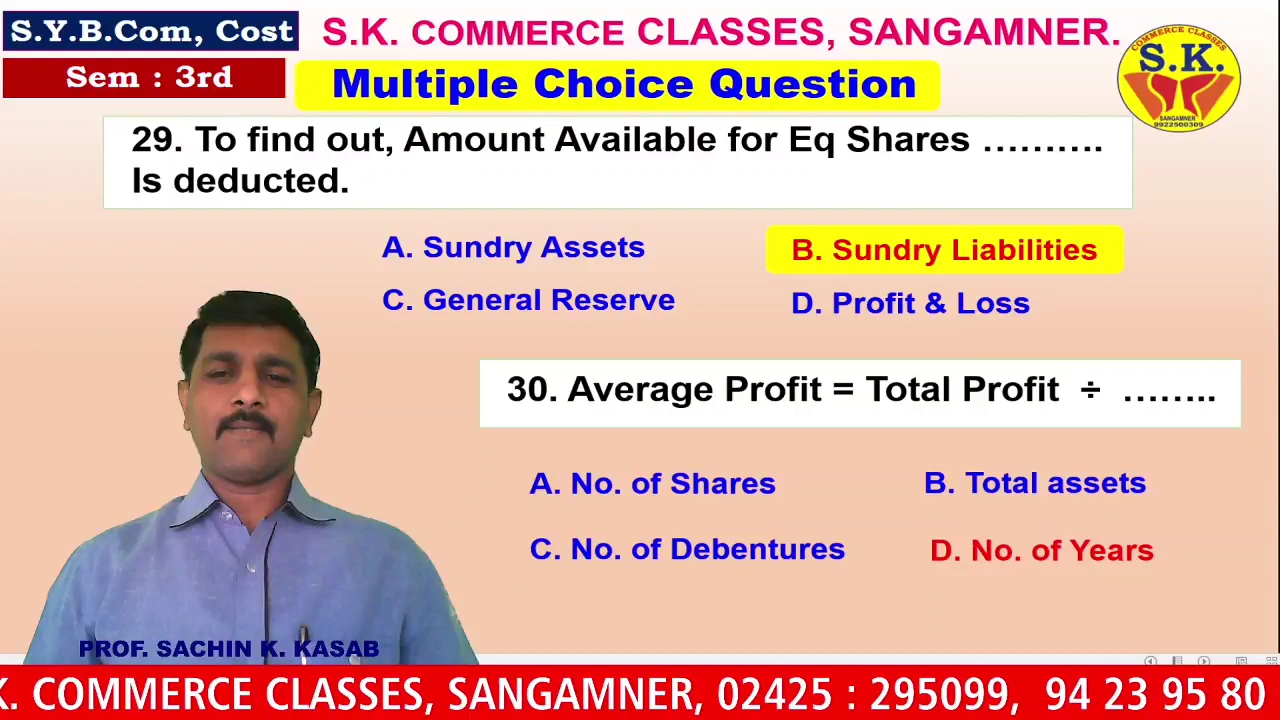 S.Y.B.Com, Cost
S.K. COMMERCE CLASSES, SANGAMNER.
Sem : 3rd
Multiple Choice Question
COMMERCE CLASSES
S.K.
SANGAMNER
9922500309
29. To find out, Amount Available for Eq Shares ……….
Is deducted.
A. Sundry Assets
B. Sundry Liabilities
C. General Reserve
D. Profit & Loss
30. Average Profit = Total Profit ÷ ……..
A. No. of Shares
B. Total assets
C. No. of Debentures
D. No. of Years
PROF. SACHIN K. KASAB
K. COMMERCE CLASSES, SANGAMNER, 02425 : 295099, 94 23 95 80